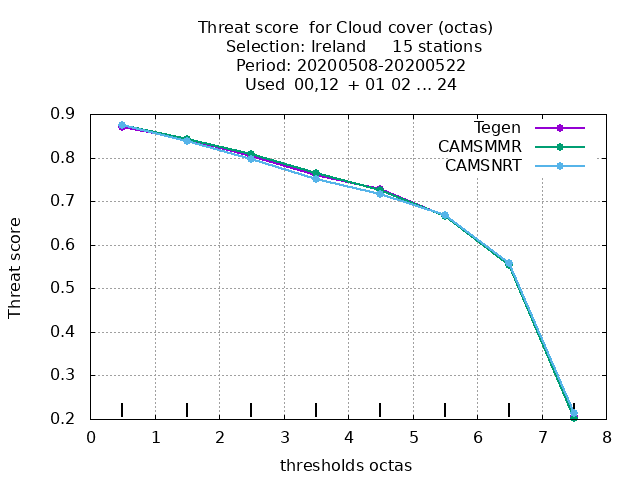 Threat score  for Cloud cover (octas)
Selection: Ireland     15 stations
Period: 20200508-20200522
Used  00,12  + 01 02 ... 24
Tegen
CAMSMMR
CAMSNRT
Threat score
0.9
0.8
0.7
0.6
0.5
0.4
0.3
0.2
0 1 2 3 4 5 6 7 8
thresholds octas